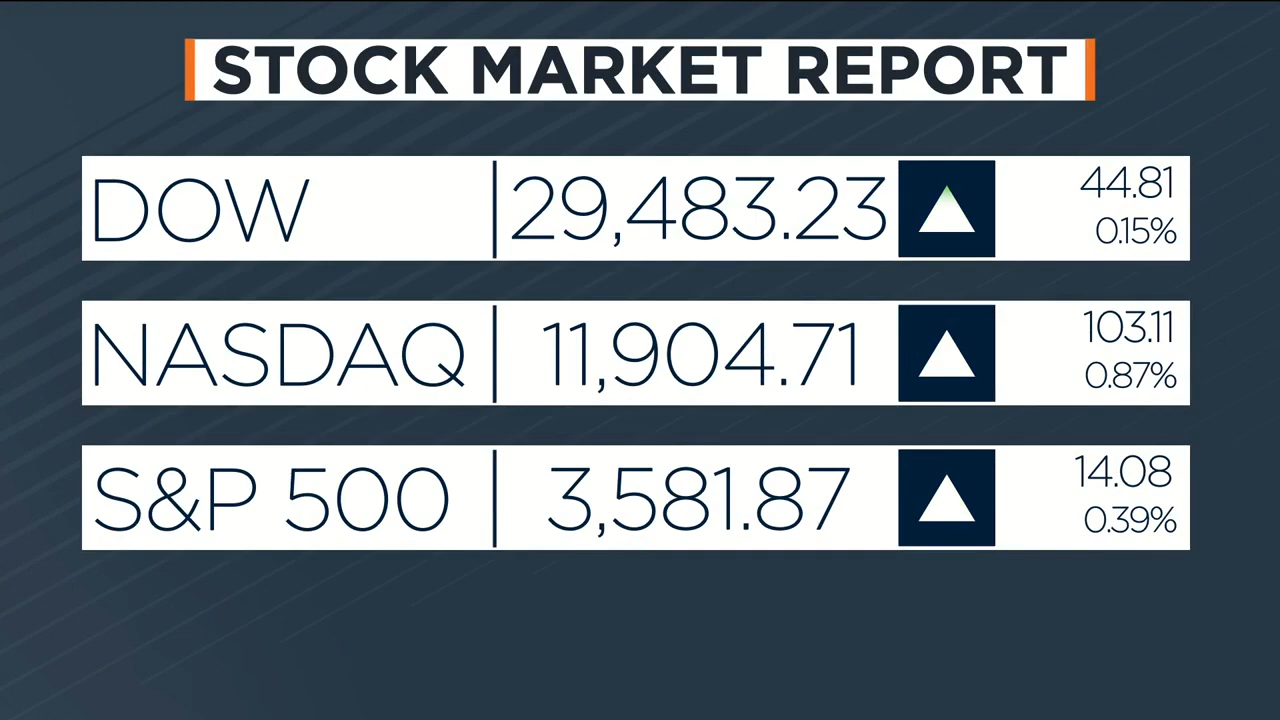 STOCK MARKET REPORT
DOW 29,483.23 44.81
0.15%
NASDAQ 11,904.71 103.11
0.87%
S&P 500 3,581.87 14.08
0.39%